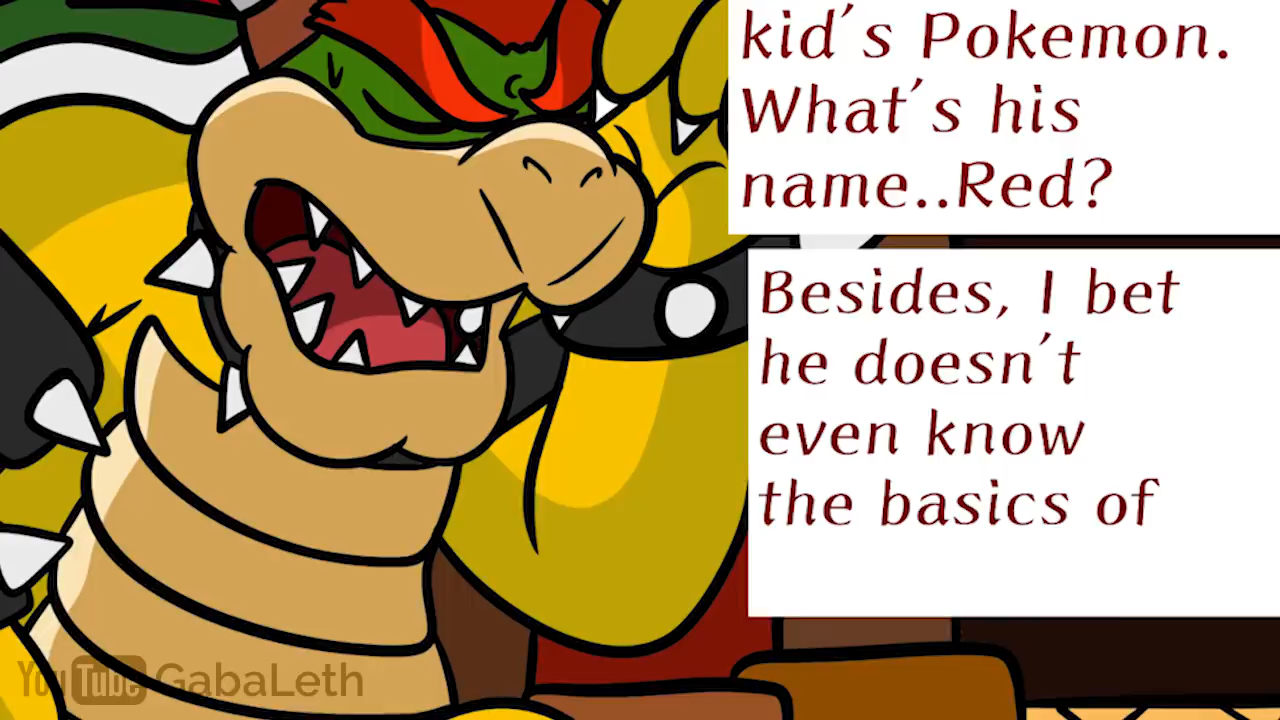 kid's Pokemon.
What's his
name..Red?
Besides, I bet
he doesn't
even know
the basics of
YouTube GabaLeth